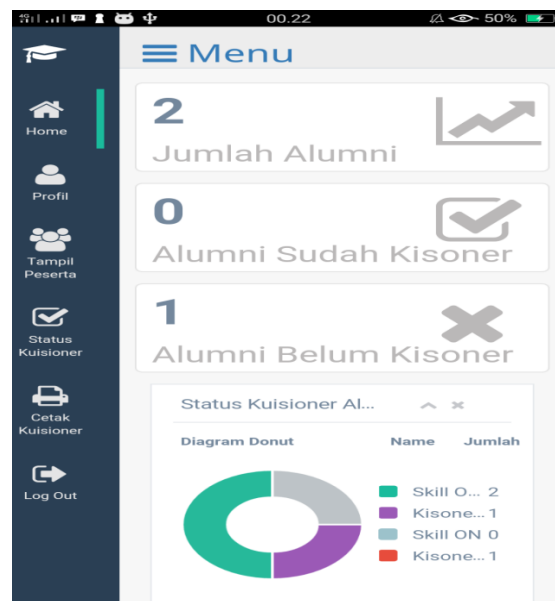 00.22
50%
Menu
Home
Profil
Tampil
Peserta
Status
Kuisioner
Cetak
Kuisioner
Log Out
2
Jumlah Alumni
0
Alumni Sudah Kisoner
1
Alumni Belum Kisoner
Status Kuisioner Al...
Diagram Donut Name Jumlah
Skill O... 2
Kisone... 1
Skill ON 0
Kisone... 1